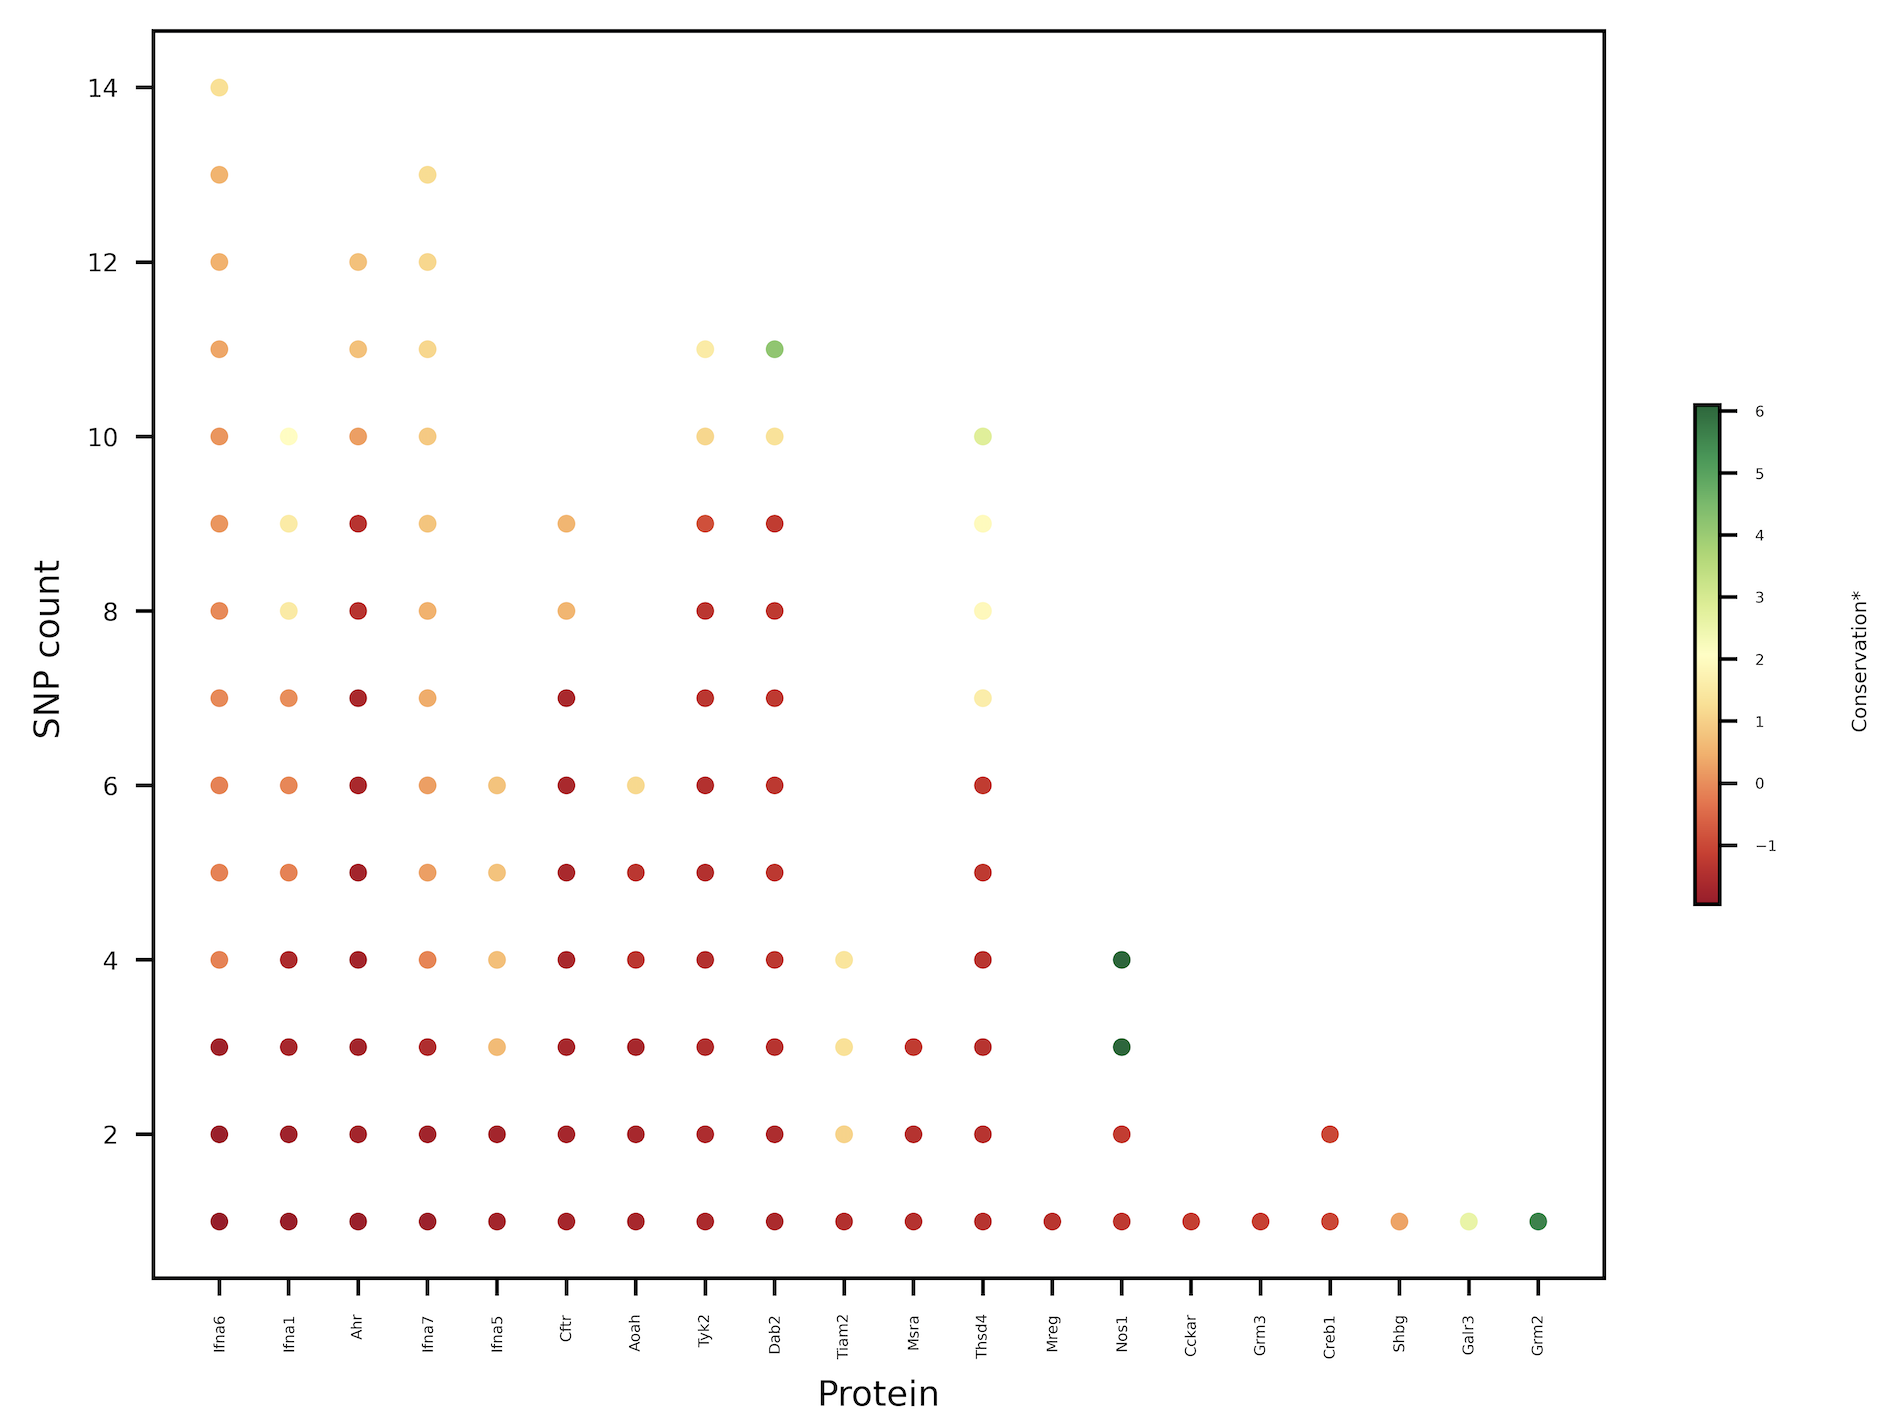 14
12
10
8
6
4
2
SNP count
Ifna6
Ifna1
Ahr
Ifna7
Ifna5
Cftr
Aoah
Tyk2
Dab2
Tiam2
Msra
Thsd4
Mreg
Nos1
Cckar
Grm3
Creb1
Shbg
Galr3
Grm2
Protein
6
5
4
3
2
1
0
−1
Conservation*